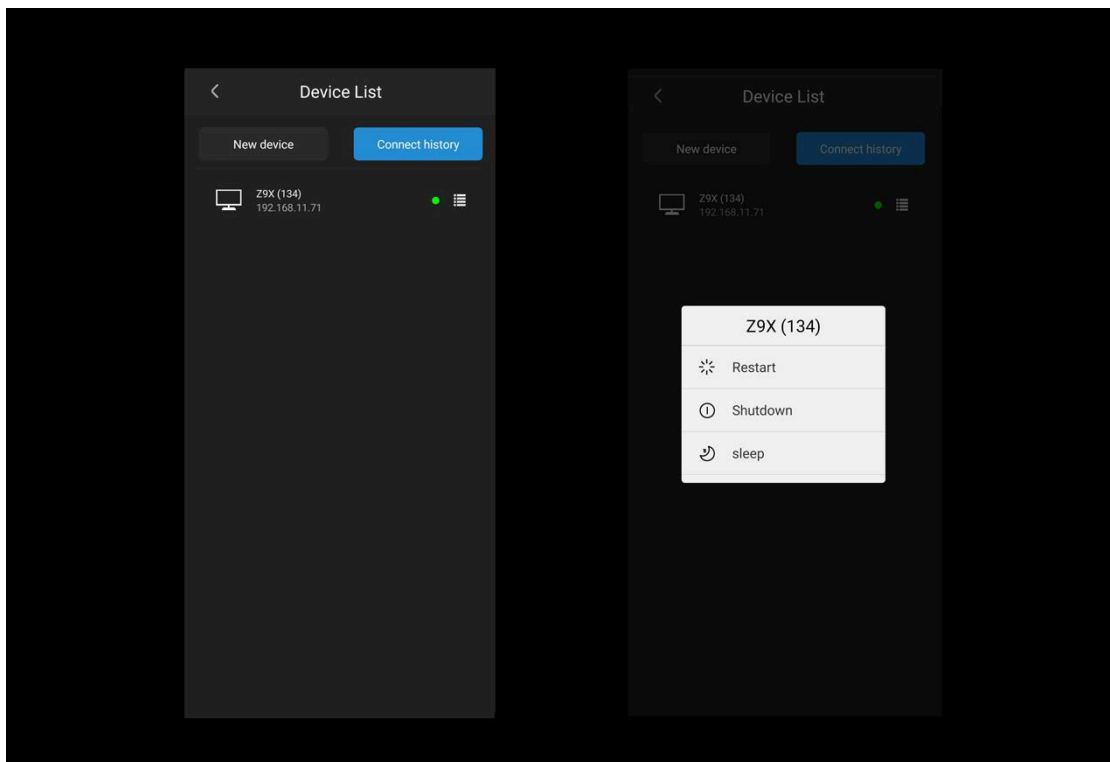 Device List
New device
Connect history
Z9X (134)
192.168.11.71
Device List
New device
Connect history
Z9X (134)
192.168.11.71
Z9X (134)
Restart
Shutdown
sleep